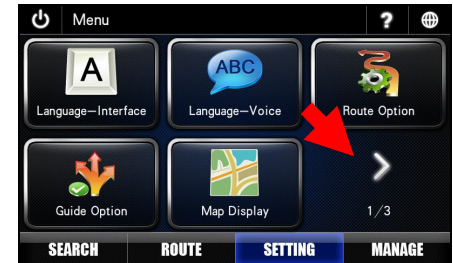 Menu
?
A
Language-Interface
ABC
Language-Voice
Route Option
Guide Option
Map Display
1/3
SEARCH
ROUTE
SETTING
MANAGE